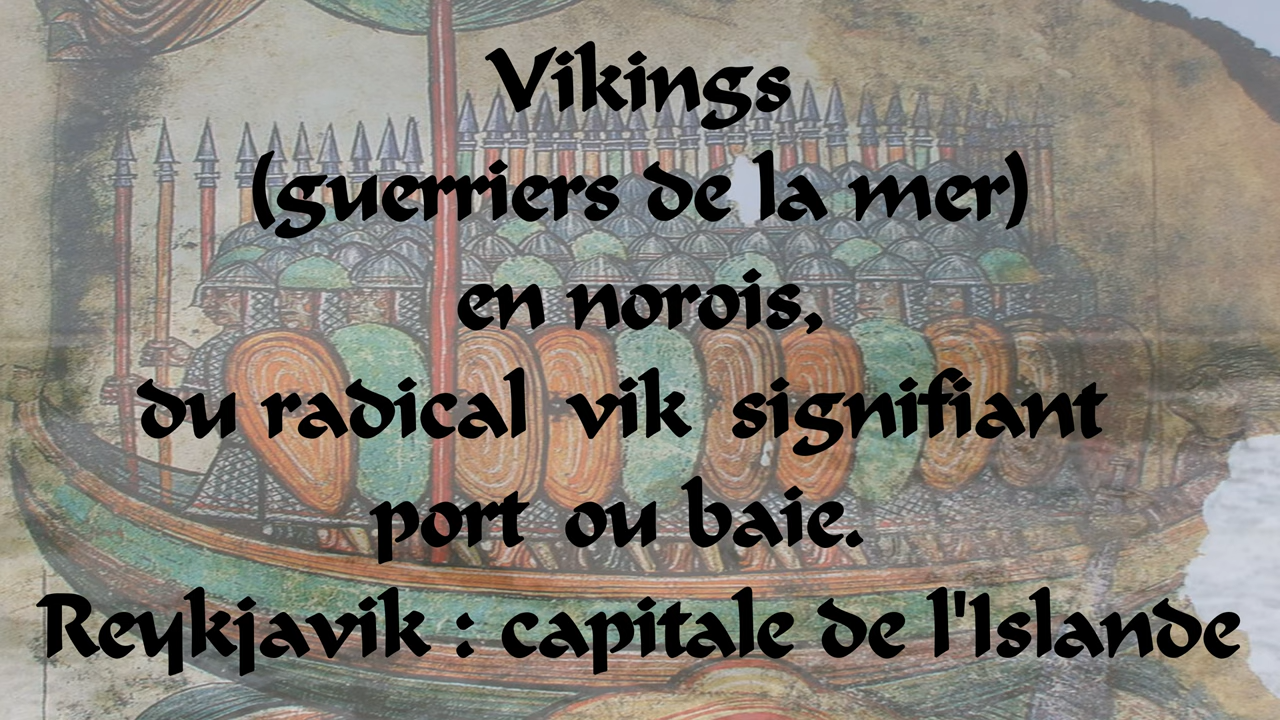 Vikings
(guerriers de la mer)
en norois,
du radical vik signifiant
port ou baie.
Reykjavik : capitale de l'Islande